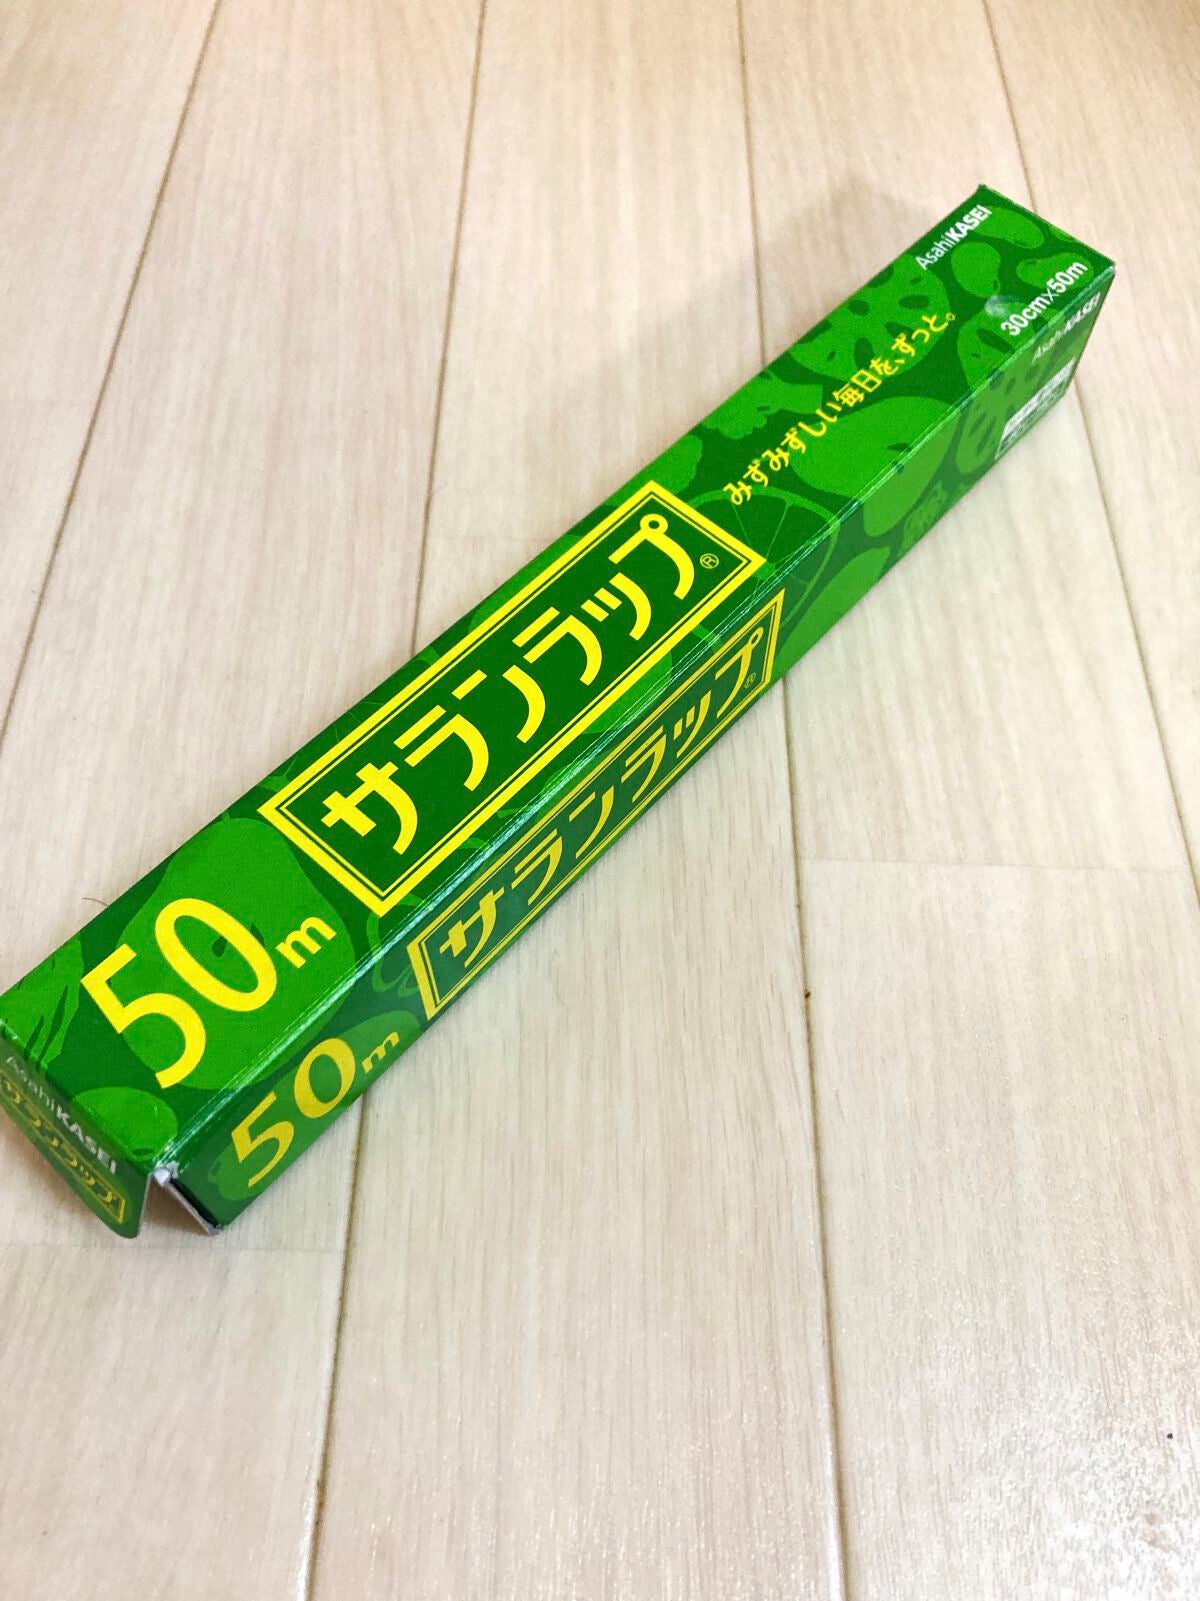 AsahiKASEI
30cm×50m
みずみずしい毎日を、ずっと。
サランラップ®
50m
AsahiKASEI
サランラップ®
50m
AsahiKASEI
サランラップ